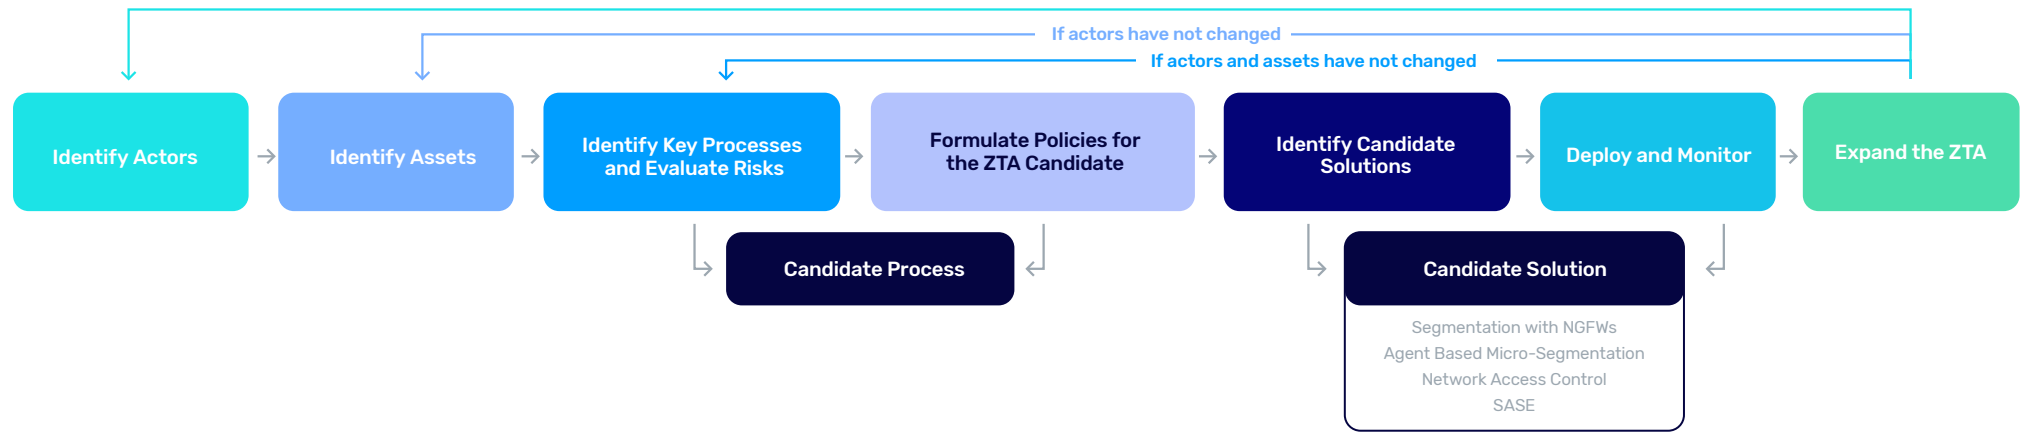 If actors have not changed
If actors and assets have not changed
Identify Actors
Identify Assets
Identify Key Processes
and Evaluate Risks
Formulate Policies for
the ZTA Candidate
Identify Candidate
Solutions
Deploy and Monitor
Expand the ZTA
Candidate Process
Candidate Solution
Segmentation with NGFWs
Agent Based Micro-Segmentation
Network Access Control
SASE